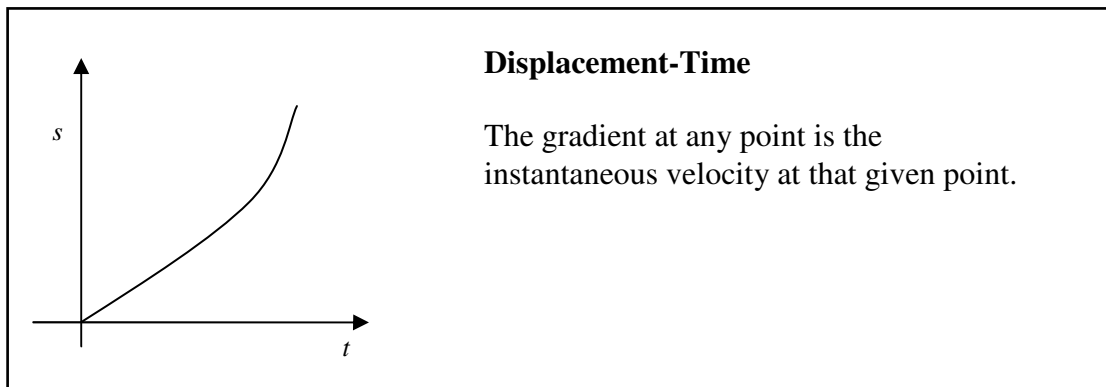 Displacement-Time
s
The gradient at any point is the
instantaneous velocity at that given point.
t